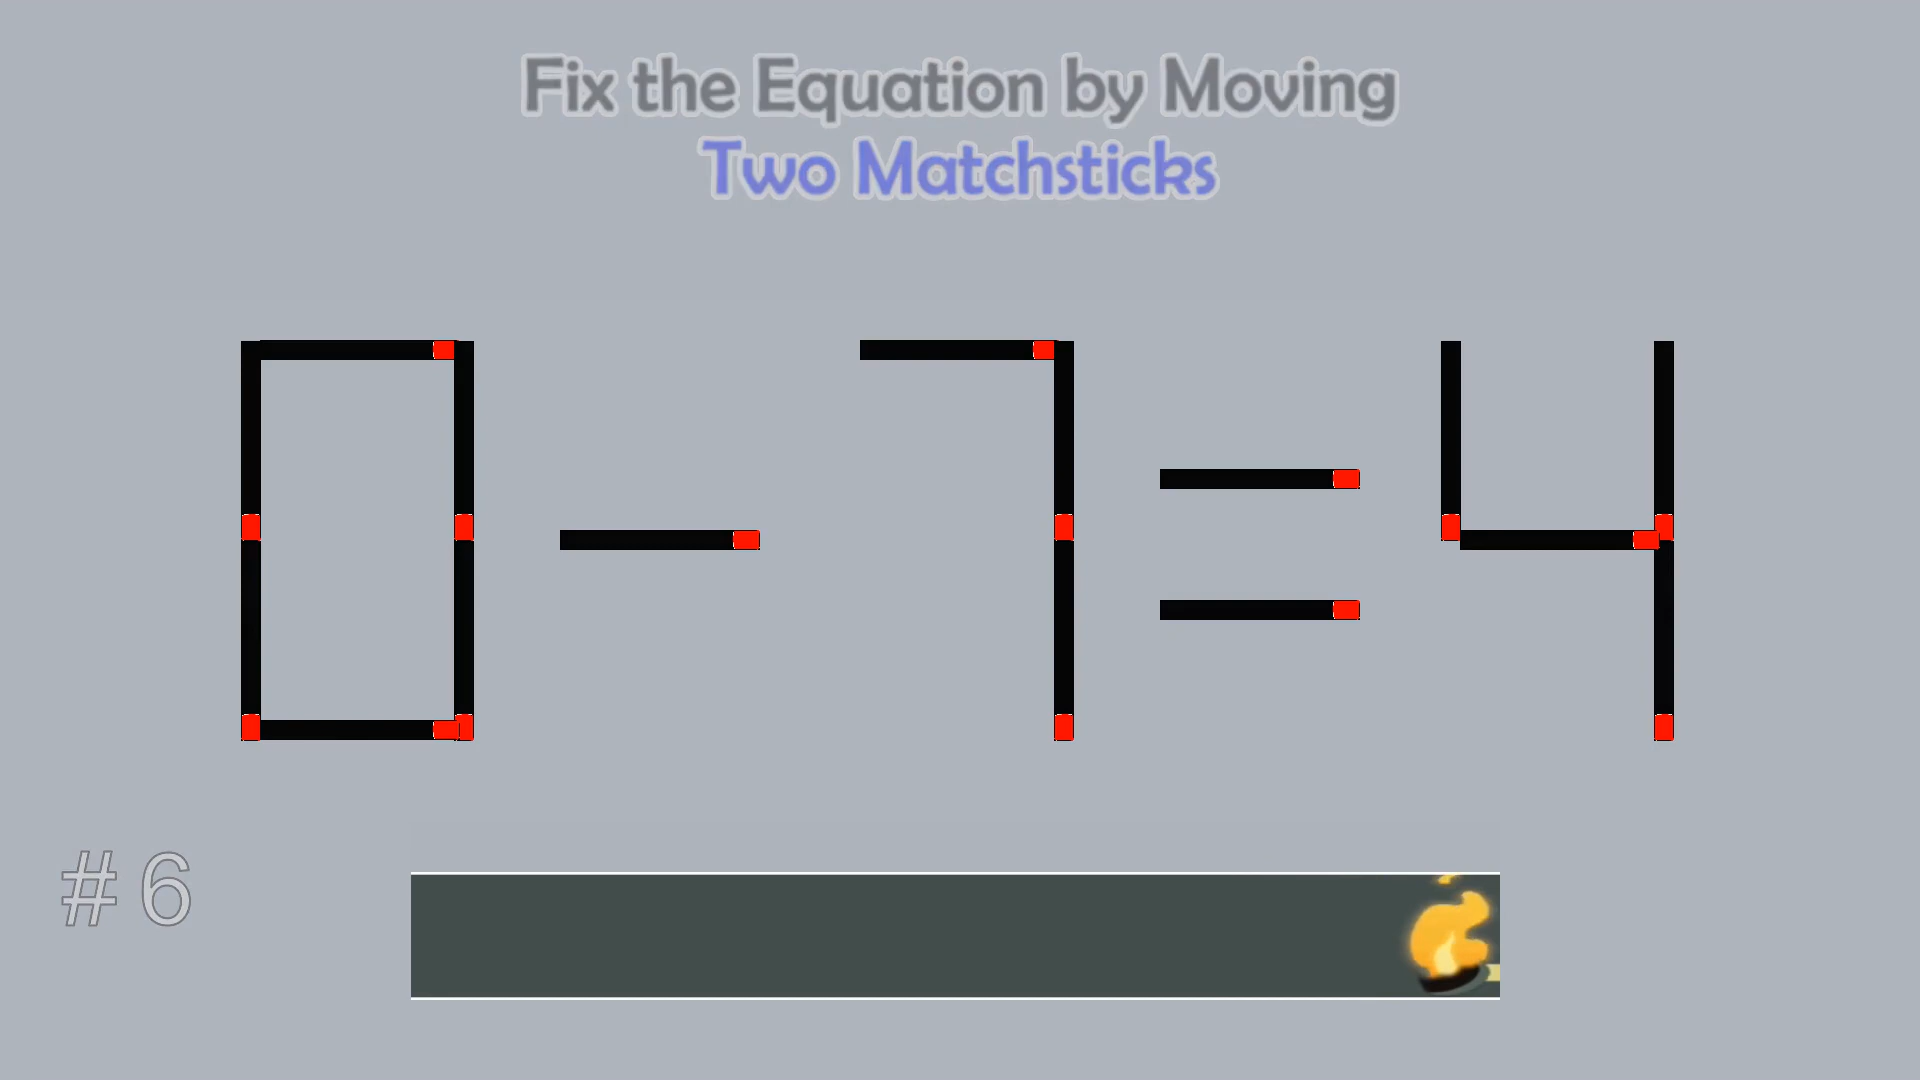 Fix the Equation by Moving
Two Matchsticks
0 - 7 = 4
# 6